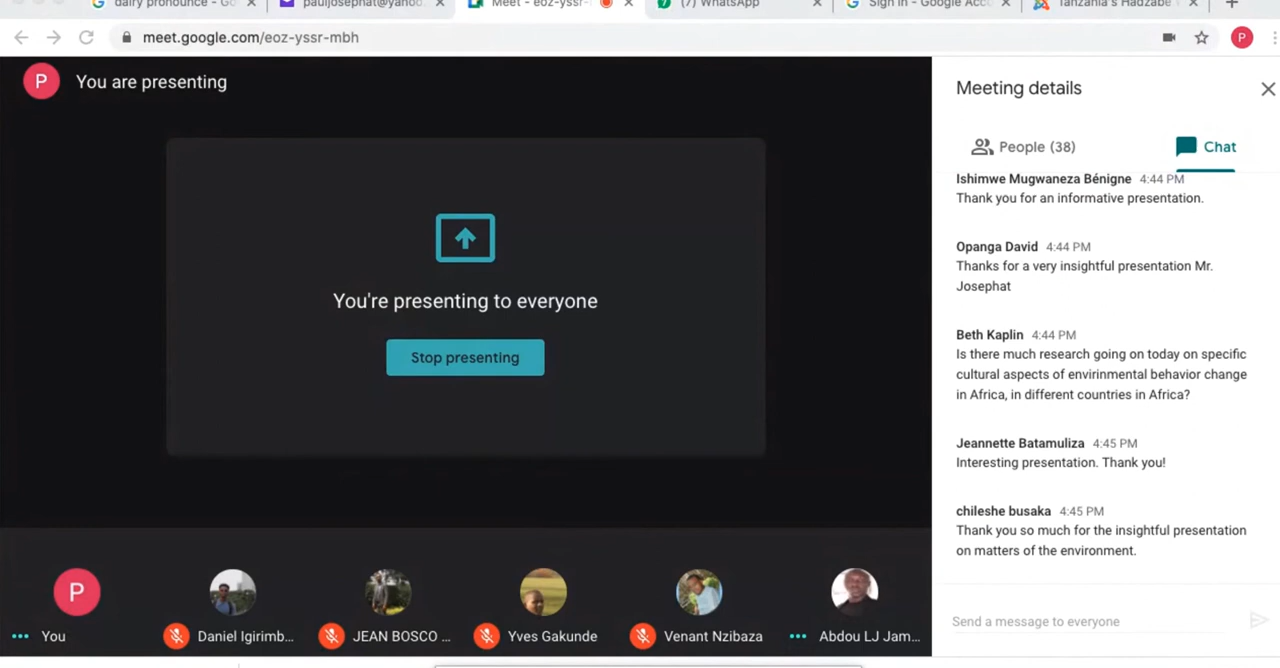 dairy pronounce - Go
pauljosephat@yahoo.
Meet - eoz-yssr-
(7) WhatsApp
Sign in - Google Acco
Tanzania's Hadzabe
meet.google.com/eoz-yssr-mbh
P
P
You are presenting
You're presenting to everyone
Stop presenting
Meeting details
People (38)
Chat
Ishimwe Mugwaneza Bénigne 4:44 PM
Thank you for an informative presentation.
Opanga David 4:44 PM
Thanks for a very insightful presentation Mr.
Josephat
Beth Kaplin 4:44 PM
Is there much research going on today on specific
cultural aspects of envirinmental behavior change
in Africa, in different countries in Africa?
Jeannette Batamuliza 4:45 PM
Interesting presentation. Thank you!
chileshe busaka 4:45 PM
Thank you so much for the insightful presentation
on matters of the environment.
Send a message to everyone
P
You
Daniel Igirimb...
JEAN BOSCO ...
Yves Gakunde
Venant Nzibaza
Abdou LJ Jam...